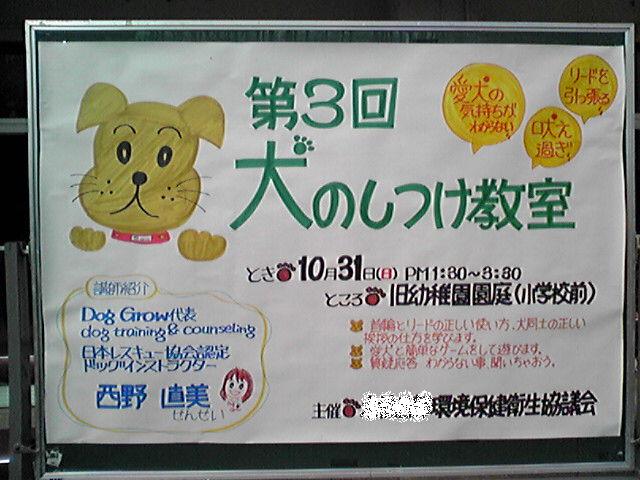 第3回
犬のしつけ教室
愛犬の
気持ちが
わからない
リードを
引っ張る
吠え
過ぎ
とき 10月31日(日) PM1:30~3:30
ところ 旧幼稚園園庭(小学校前)
首輪とリードの正しい使い方、犬同士の正しい
挨拶の仕方を学びます。
愛犬と簡単なゲームをして遊びます。
質疑応答 わからない事、聞いちゃおう。
主催 環境保健衛生協議会
講師紹介
Dog Grow代表
dog training & counseling
日本レスキュー協会認定
ドックインストラクター
西野 直美
せんせい